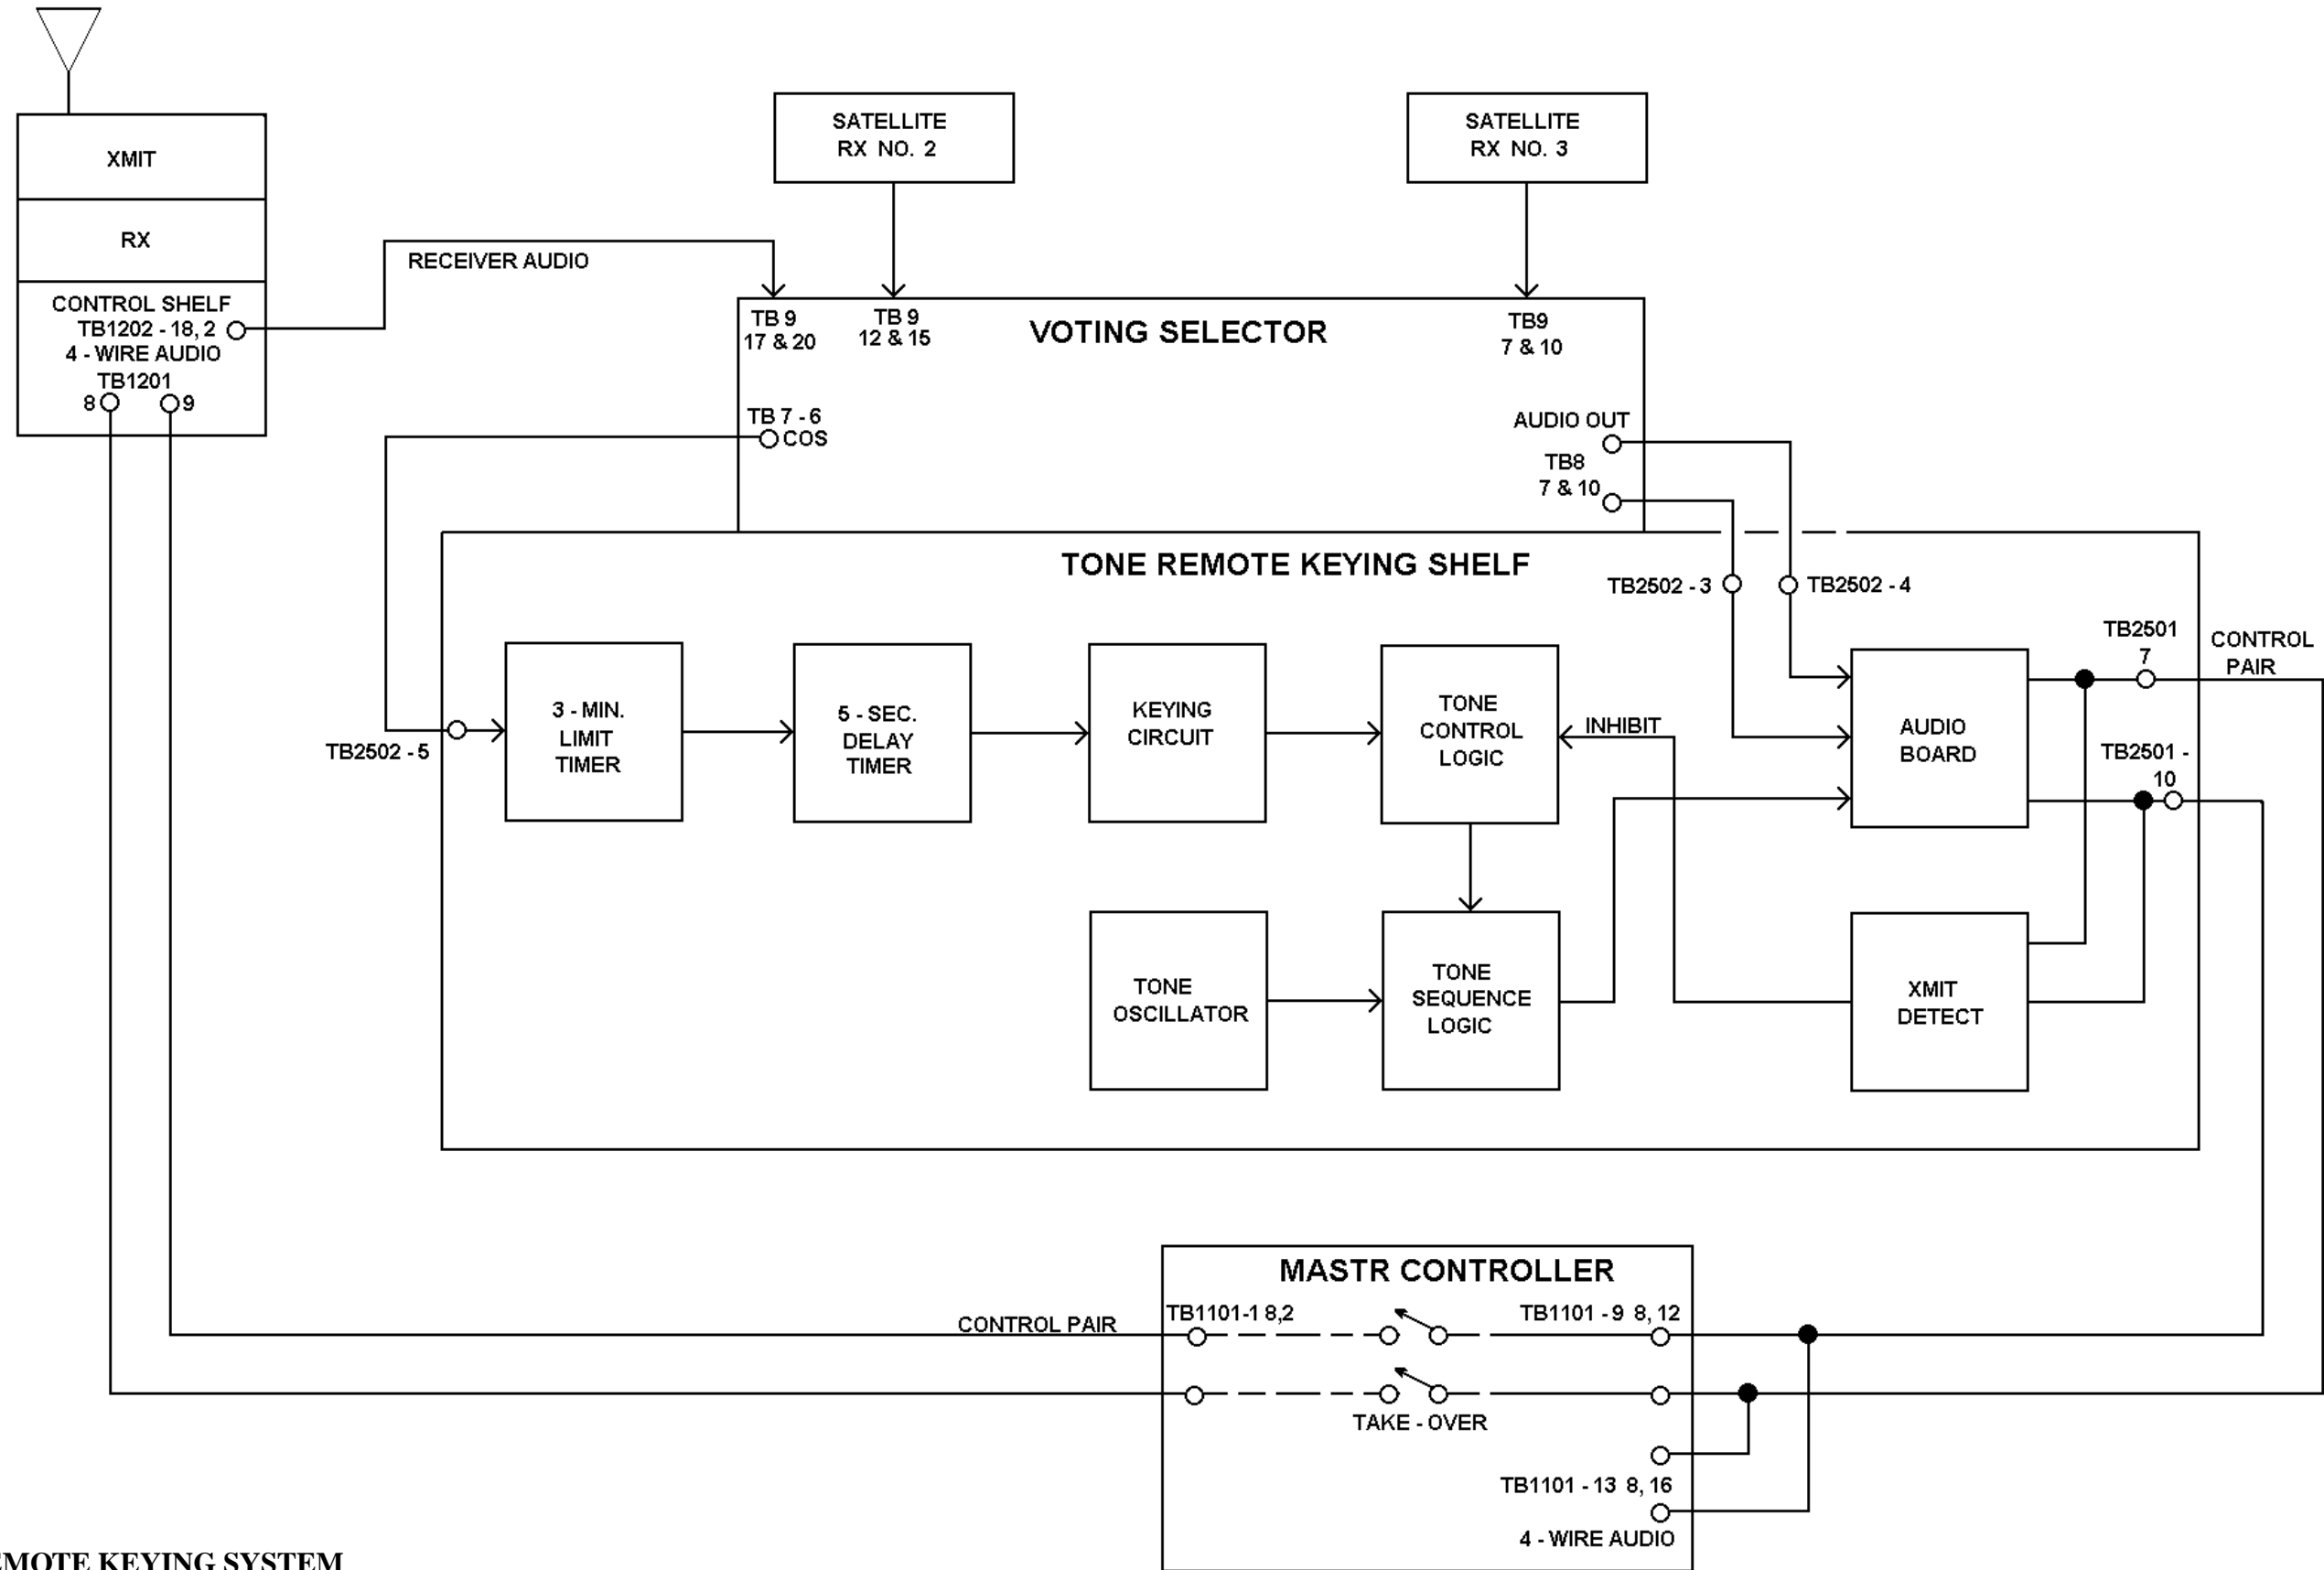 XMIT
RX
CONTROL SHELF
TB1202 - 18, 2
4 - WIRE AUDIO
TB1201
8
9
RECEIVER AUDIO
SATELLITE
RX NO. 2
SATELLITE
RX NO. 3
TB 9
17 & 20
TB 9
12 & 15
VOTING SELECTOR
TB9
7 & 10
TB 7 - 6
COS
AUDIO OUT
TB8
7 & 10
TONE REMOTE KEYING SHELF
TB2502 - 3
TB2502 - 4
TB2502 - 5
3 - MIN.
LIMIT
TIMER
5 - SEC.
DELAY
TIMER
KEYING
CIRCUIT
TONE
CONTROL
LOGIC
INHIBIT
AUDIO
BOARD
TB2501
7
CONTROL
PAIR
TB2501 -
10
TONE
OSCILLATOR
TONE
SEQUENCE
LOGIC
XMIT
DETECT
MASTR CONTROLLER
CONTROL PAIR
TB1101-1 8,2
TB1101 - 9 8, 12
TAKE - OVER
TB1101 - 13 8, 16
4 - WIRE AUDIO
EMOTE KEYING SYSTEM